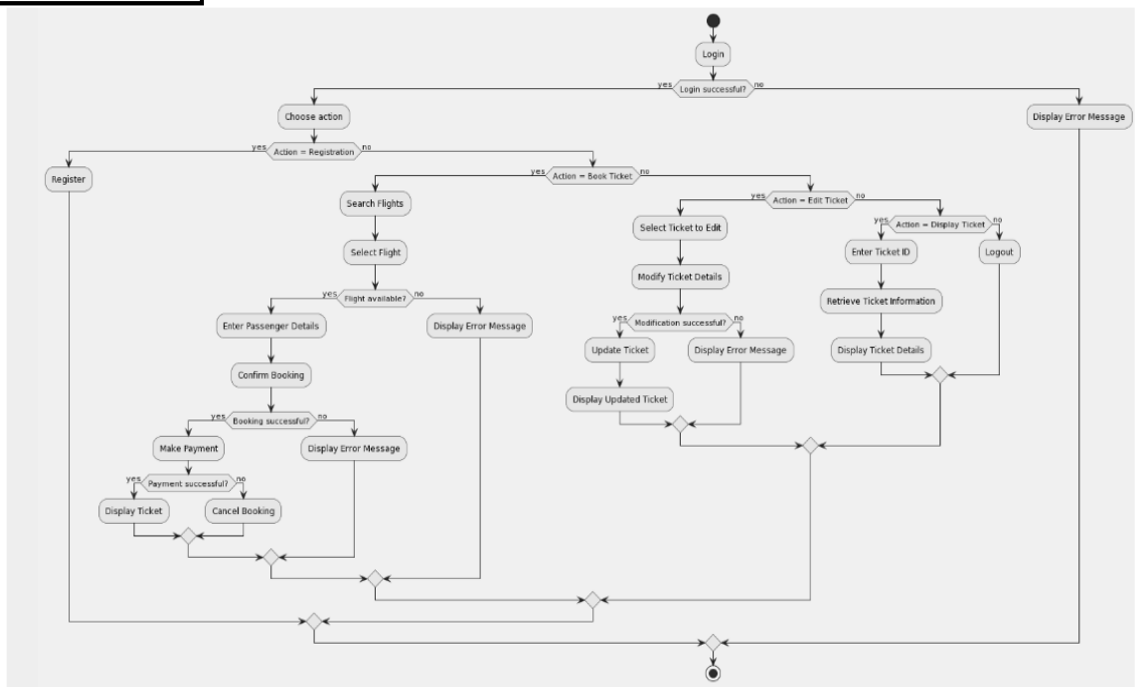 Login
yes Login successful? no
Choose action
Display Error Message
yes Action = Registration no
Register
yes Action = Book Ticket no
Search Flights
yes Action = Edit Ticket no
Select Ticket to Edit
yes Action = Display Ticket no
Select Flight
Enter Ticket ID
Logout
Modify Ticket Details
yes Flight available? no
Retrieve Ticket Information
Enter Passenger Details
Display Error Message
yes Modification successful? no
Update Ticket
Display Error Message
Display Ticket Details
Confirm Booking
Display Updated Ticket
yes Booking successful? no
Make Payment
Display Error Message
yes Payment successful? no
Display Ticket
Cancel Booking